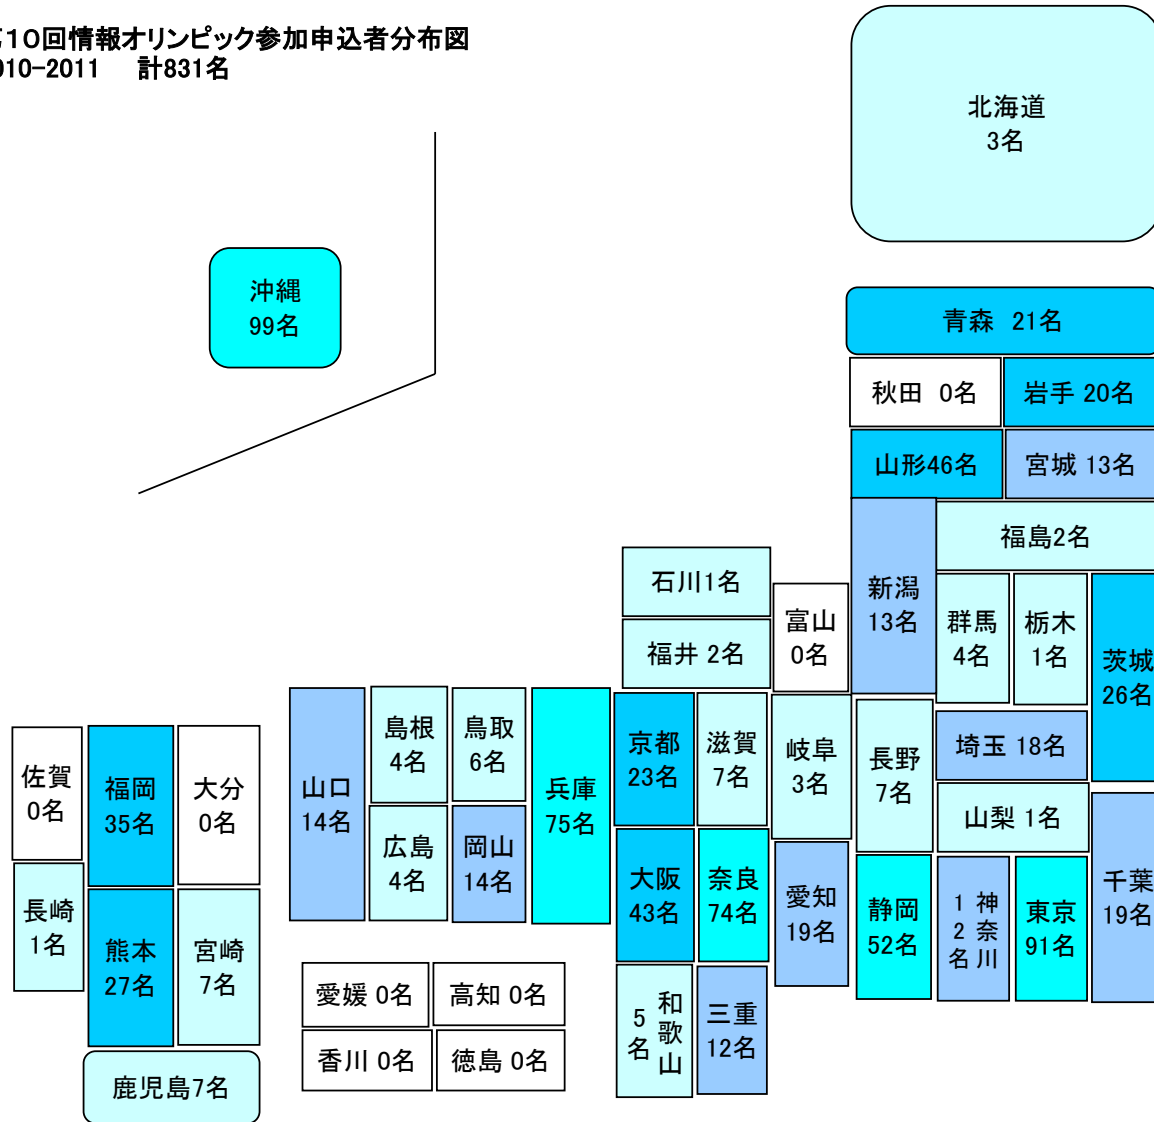 10回情報オリンピック参加申込者分布図
010-2011 計831名
北海道
3名
沖縄
99名
青森 21名
秋田 0名
岩手 20名
山形46名
宮城 13名
福島2名
石川1名
新潟
13名
富山
0名
群馬
4名
栃木
1名
茨城
26名
福井 2名
島根
4名
鳥取
6名
兵庫
75名
京都
23名
滋賀
7名
岐阜
3名
長野
7名
埼玉 18名
山梨 1名
佐賀
0名
福岡
35名
大分
0名
山口
14名
広島
4名
岡山
14名
大阪
43名
奈良
74名
愛知
19名
静岡
52名
神奈川
12名
東京
91名
千葉
19名
長崎
1名
熊本
27名
宮崎
7名
愛媛 0名
高知 0名
香川 0名
徳島 0名
和歌山
5名
三重
12名
鹿児島7名